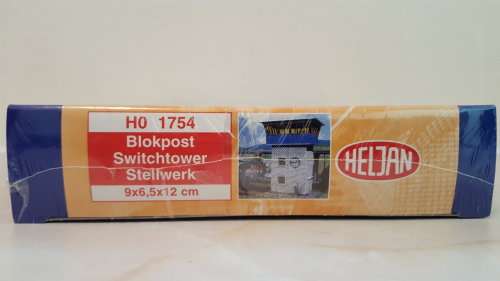 H0 1754
Blokpost
Switchtower
Stellwerk
9x6,5x12 cm
HELJAN